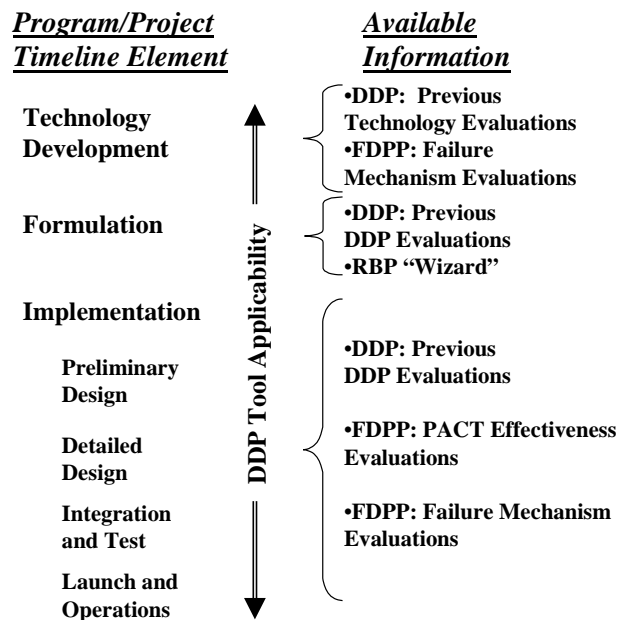 Program/Project
Timeline Element
Available
Information
Technology
Development
•DDP: Previous
Technology Evaluations
•FDPP: Failure
Mechanism Evaluations
Formulation
•DDP: Previous
DDP Evaluations
•RBP “Wizard”
DDP Tool Applicability
Implementation
Preliminary
Design
•DDP: Previous
DDP Evaluations
Detailed
Design
•FDPP: PACT Effectiveness
Evaluations
Integration
and Test
•FDPP: Failure Mechanism
Evaluations
Launch and
Operations